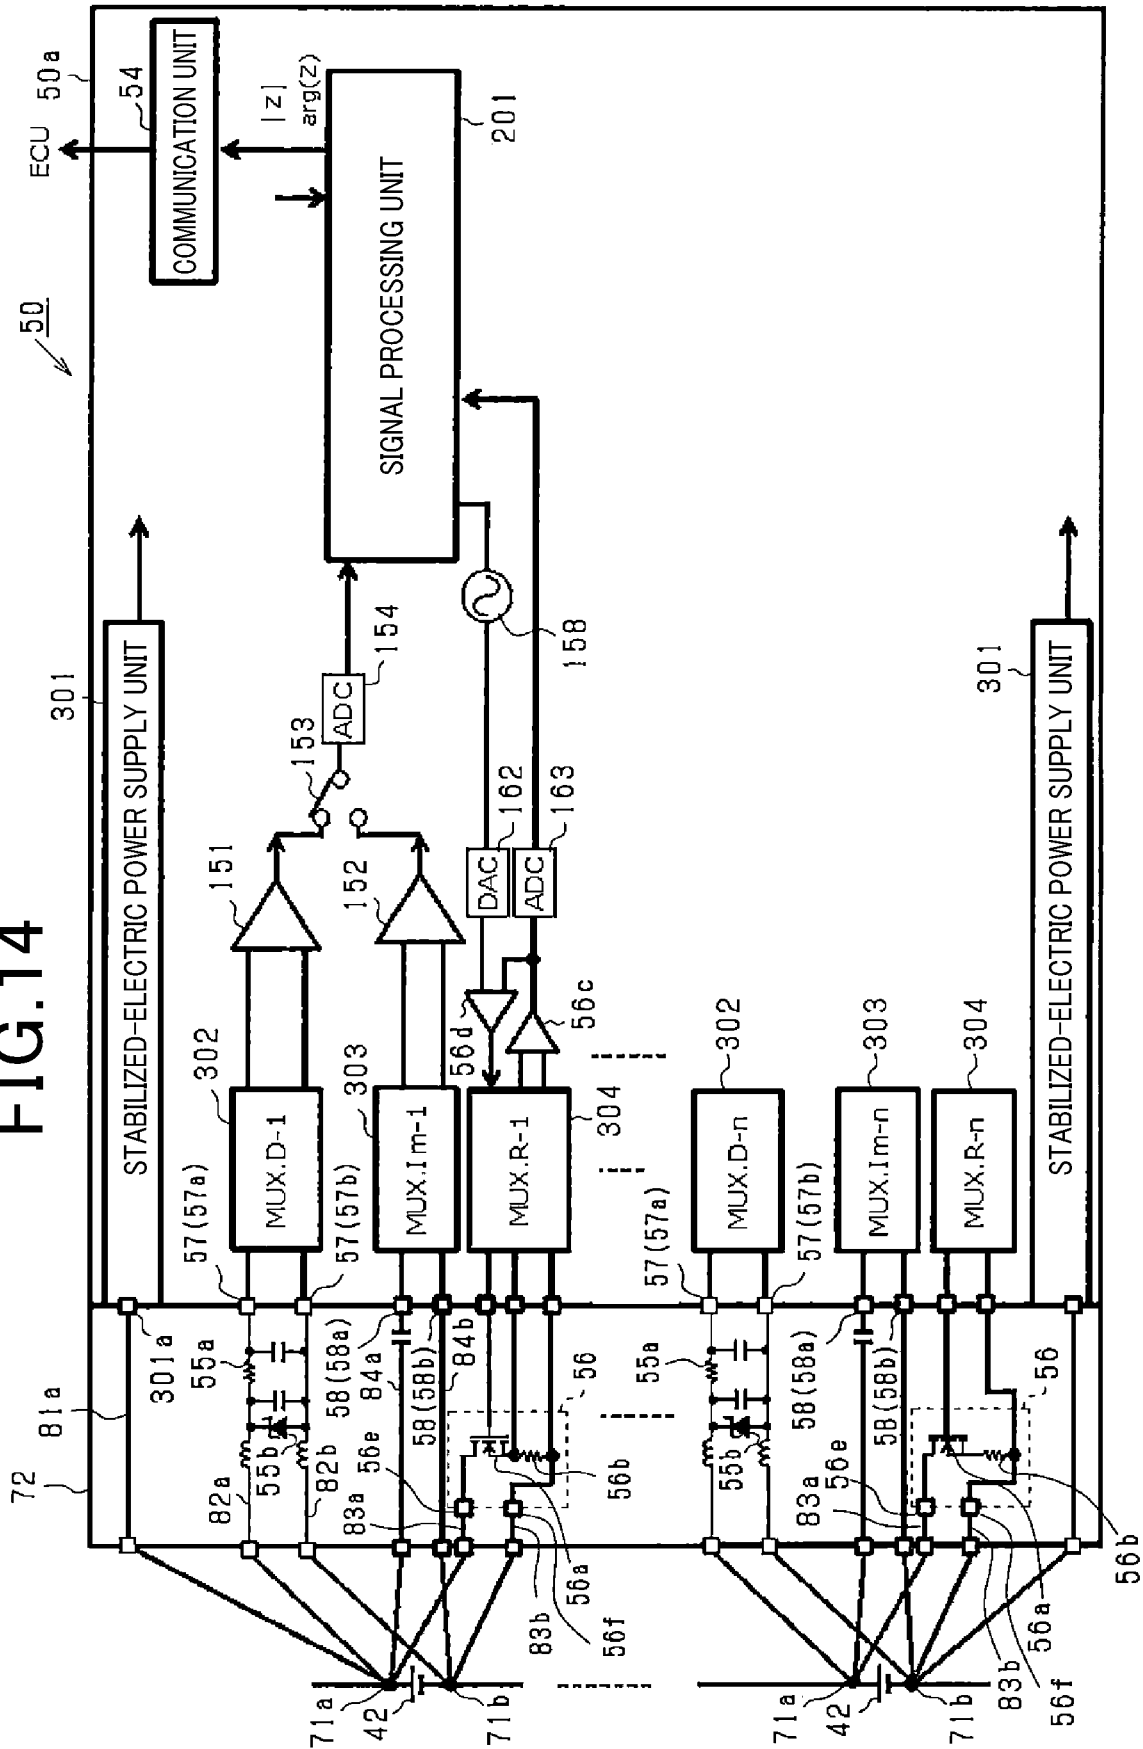 FIG.14
72
81a
301
50
ECU
50a
54
COMMUNICATION UNIT
|Z|
arg(Z)
STABILIZED-ELECTRIC POWER SUPPLY UNIT
301a
SIGNAL PROCESSING UNIT
201
82a
55a
57(57a)
302
MUX.D-1
151
153
ADC
154
55b
82b
57(57b)
303
MUX.Im-1
152
158
58(58a)
84a
58(58b)
84b
MUX.R-1
304
56d
56c
DAC
162
ADC
163
71a
42
71b
83a
56e
56
56b
56a
83b
56f
55a
57(57a)
302
MUX.D-n
55b
57(57b)
58(58a)
58(58b)
MUX.Im-n
303
MUX.R-n
304
56
71a
42
71b
83a
56e
56a
83b
56f
56b
301
STABILIZED-ELECTRIC POWER SUPPLY UNIT